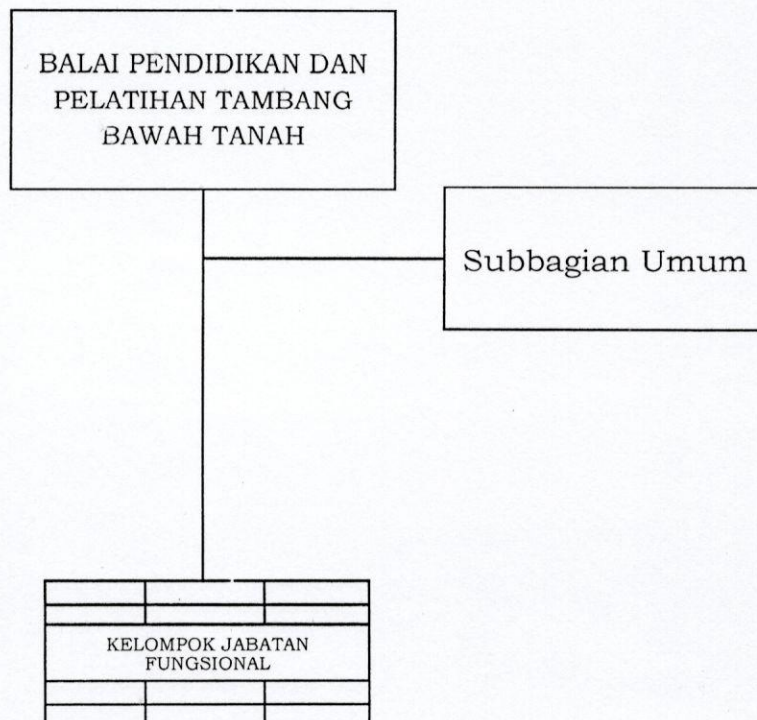 BALAI PENDIDIKAN DAN
PELATIHAN TAMBANG
BAWAH TANAH
Subbagian Umum
KELOMPOK JABATAN
FUNGSIONAL